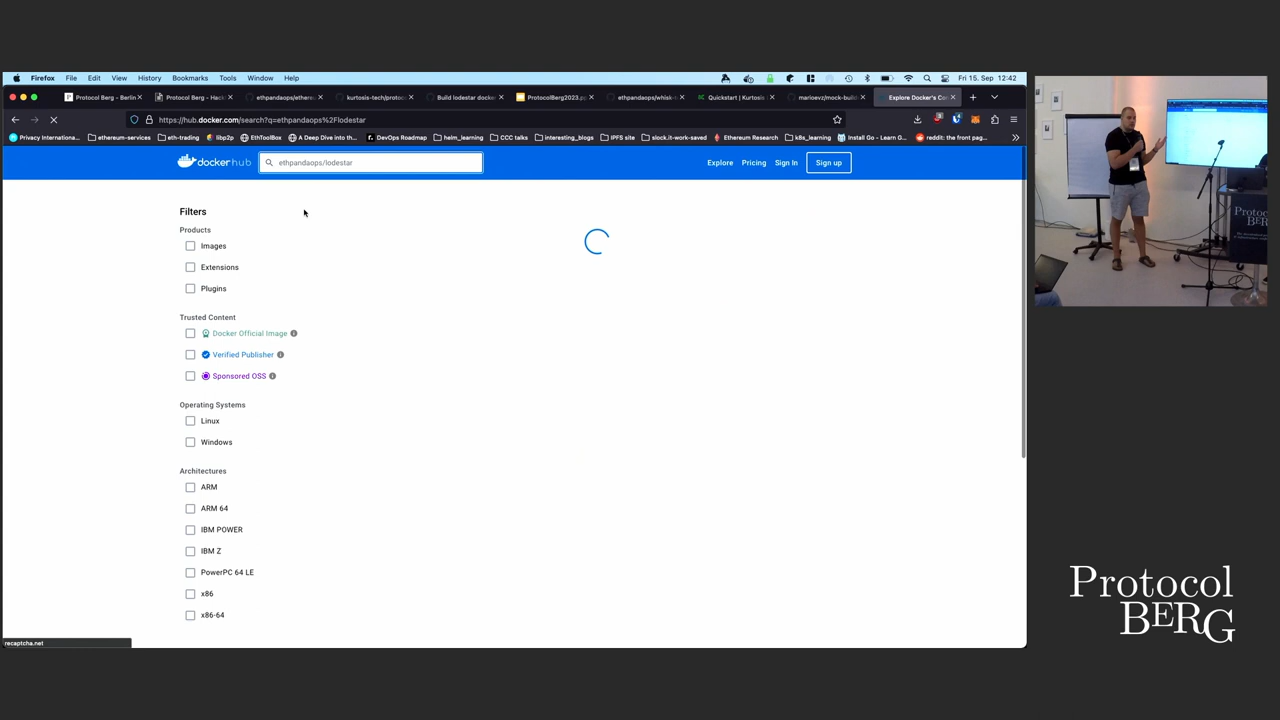 Firefox File Edit View History Bookmarks Tools Window Help Fri 15. Sep 12:42
Protocol Berg - Berlin Protocol Berg - Hac ethpandaops/ethere kurtosis-tech/protoc Build lodestar docke ProtocolBerg2023.pp ethpandaops/whisk-t Quickstart | Kurtosis marioevz/mock-build Explore Docker's Co
https://hub.docker.com/search?q=ethpandaops%2Flodestar
Privacy Internationa... ethereum-services eth-trading libp2p EthToolBox A Deep Dive into th... DevOps Roadmap helm_learning CCC talks interesting_blogs IPFS site slock.it-work-saved Ethereum Research k8s_learning Install Go - Learn G... reddit: the front pag...
docker hub ethpandaops/lodestar Explore Pricing Sign In Sign up
Filters
Products
Images
Extensions
Plugins
Trusted Content
Docker Official Image
Verified Publisher
Sponsored OSS
Operating Systems
Linux
Windows
Architectures
ARM
ARM 64
IBM POWER
IBM Z
PowerPC 64 LE
x86
x86-64
recaptcha.net
Protocol
BERG
Protocol
BERG